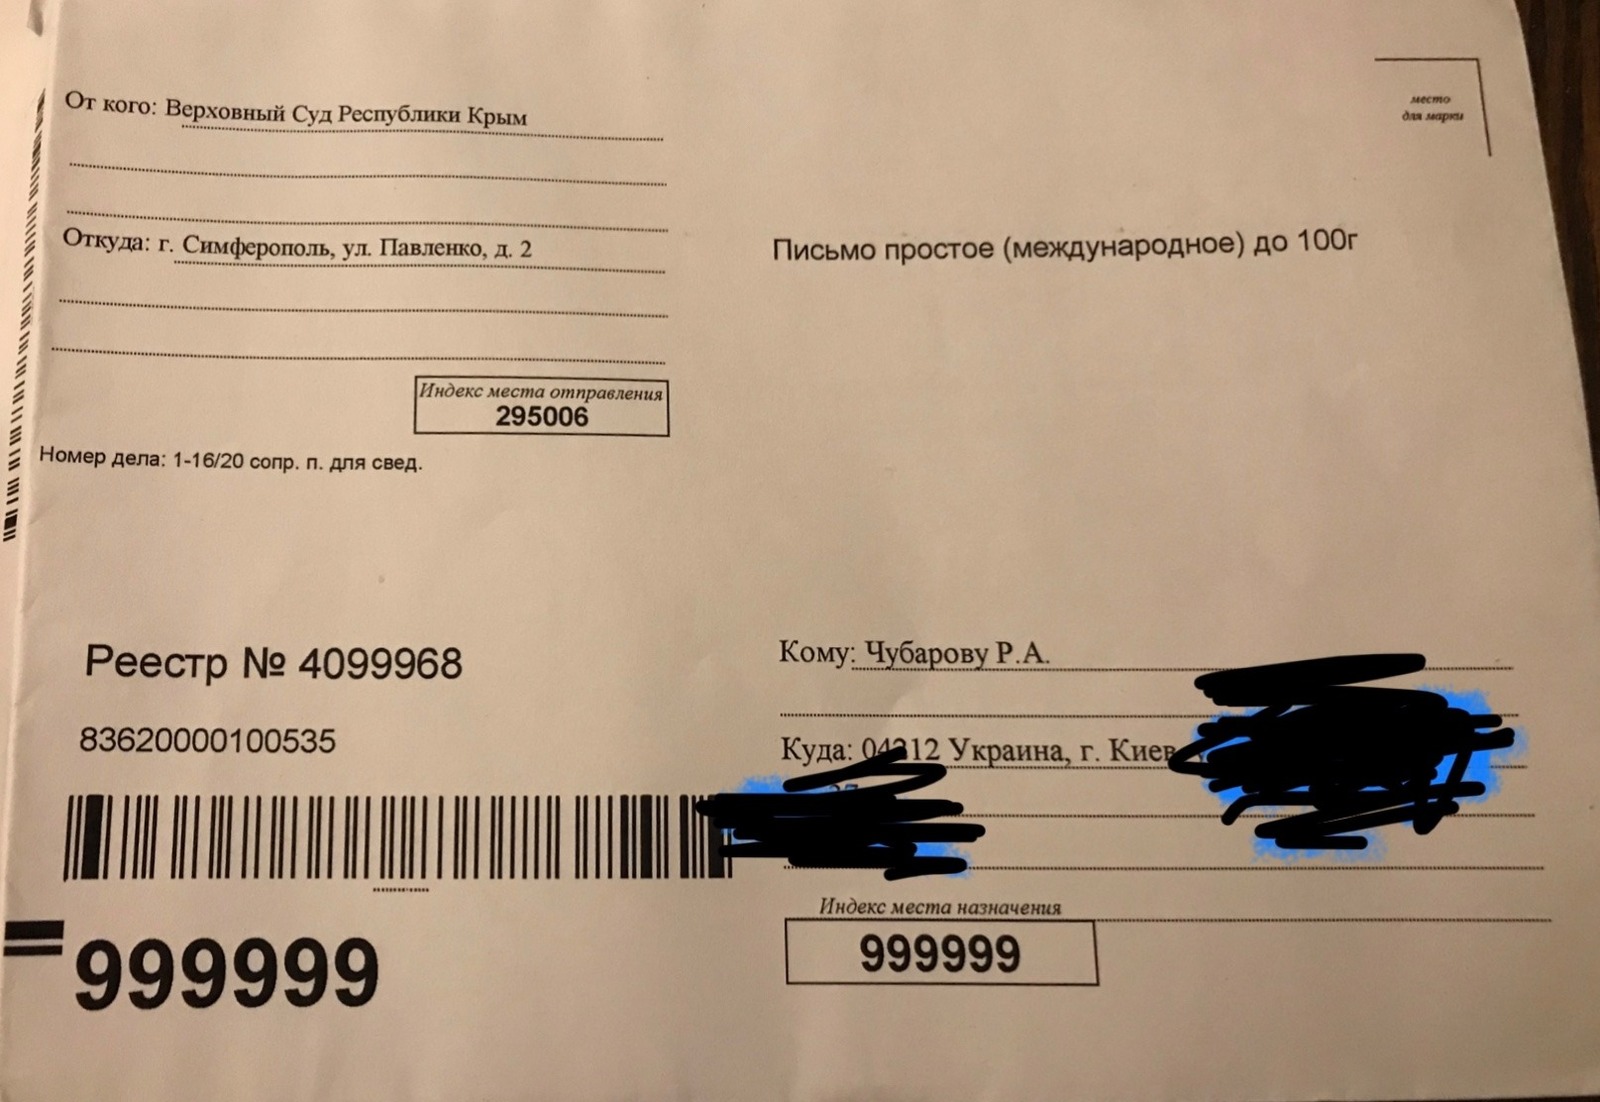 От кого: Верховный Суд Республики Крым
место
для марки
Откуда: г. Симферополь, ул. Павленко, д. 2
Письмо простое (международное) до 100г
Индекс места отправления
295006
Номер дела: 1-16/20 сопр. п. для свед.
Реестр № 4099968
83620000100535
Кому: Чубарову Р.А.
Куда: 04212 Украина, г. Киев
Индекс места назначения
999999
999999